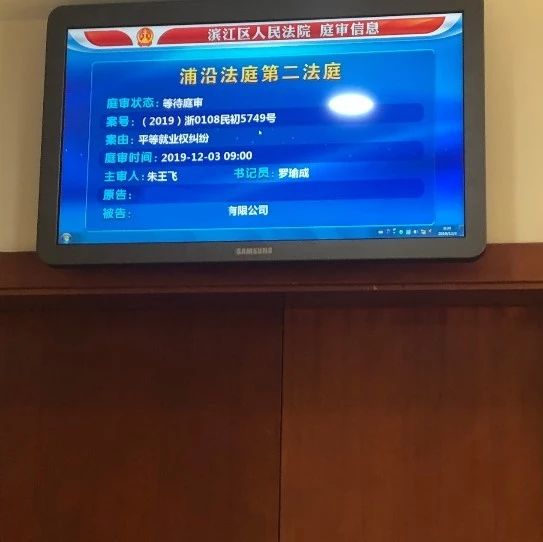 滨江区人民法院 庭审信息
浦沿法庭第二法庭
庭审状态：等待庭审
案号：（2019）浙0108民初5749号
案由：平等就业权纠纷
庭审时间：2019-12-03 09:00
主审人：朱王飞 书记员：罗瑜成
原告：
被告： 有限公司
SAMSUNG